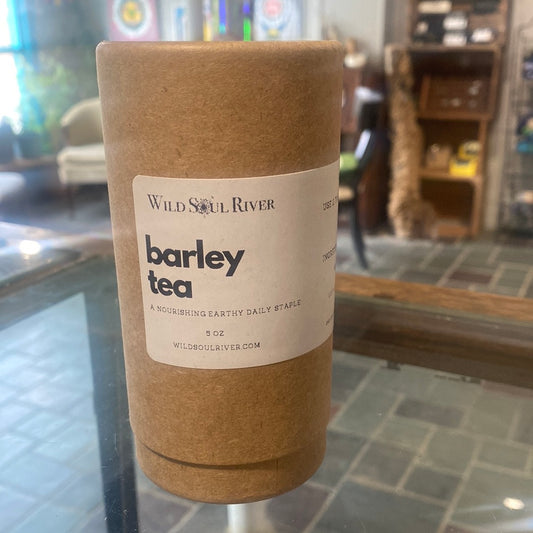 WILD SOUL RIVER
barley
tea
A NOURISHING EARTHY DAILY STAPLE
5 OZ
WILDSOULRIVER.COM